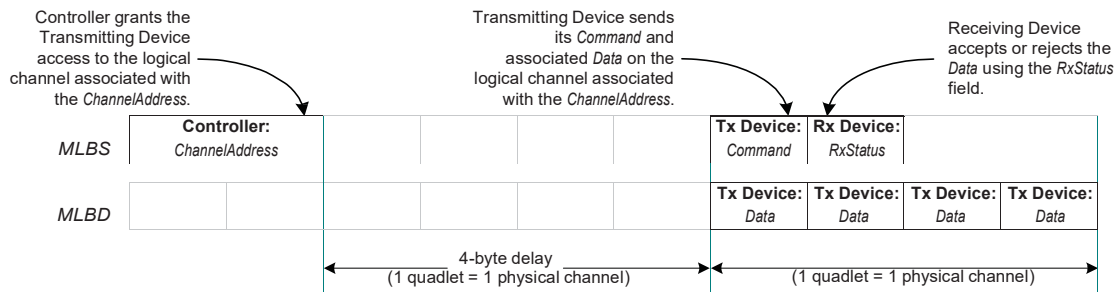 Controller grants the
Transmitting Device
access to the logical
channel associated with
the ChannelAddress.
Transmitting Device sends
its Command and
associated Data on the
logical channel associated
with the ChannelAddress.
Receiving Device
accepts or rejects the
Data using the RxStatus
field.
MLBS
Controller:
ChannelAddress
Tx Device:
Command
Rx Device:
RxStatus
MLBD
Tx Device:
Data
Tx Device:
Data
Tx Device:
Data
Tx Device:
Data
4-byte delay
(1 quadlet = 1 physical channel)
(1 quadlet = 1 physical channel)